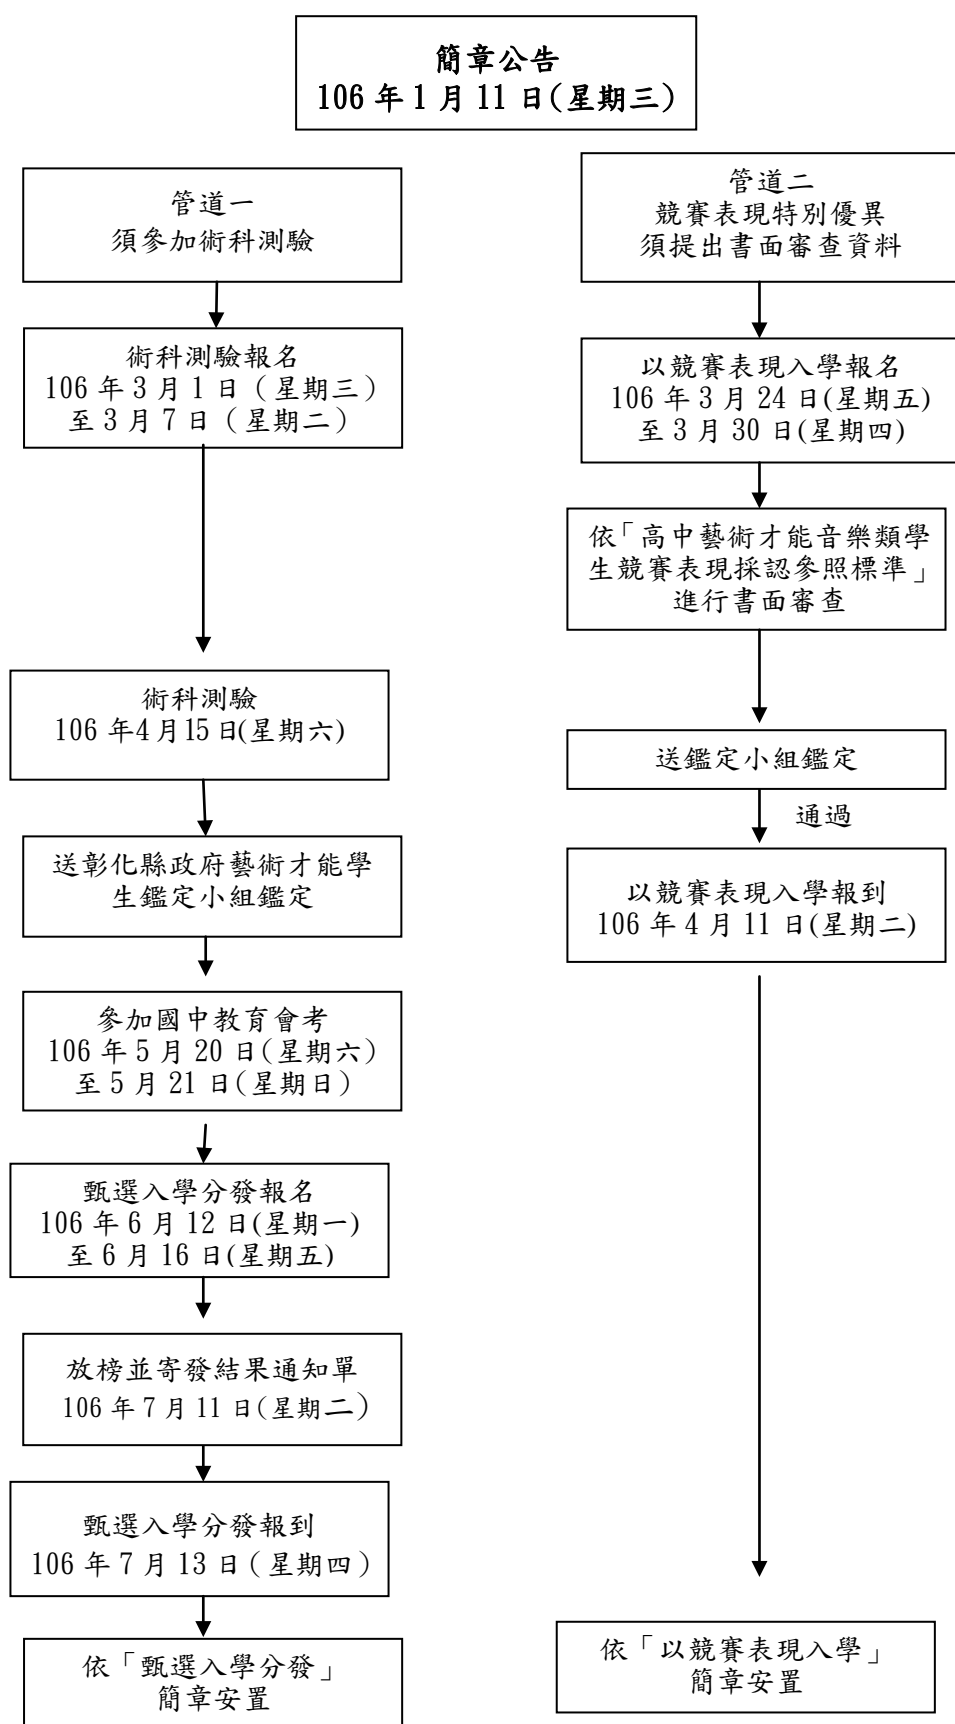 簡章公告
106 年 1 月 11 日(星期三)
管道一
須參加術科測驗
術科測驗報名
106 年 3 月 1 日（星期三）
至 3 月 7 日（星期二）
術科測驗
106 年4 月15 日(星期六)
送彰化縣政府藝術才能學
生鑑定小組鑑定
參加國中教育會考
106 年 5 月 20 日(星期六)
至 5 月 21 日(星期日)
甄選入學分發報名
106 年 6 月 12 日(星期一)
至 6 月 16 日(星期五)
放榜並寄發結果通知單
106 年 7 月 11 日(星期二)
甄選入學分發報到
106 年 7 月 13 日（星期四）
依「甄選入學分發」
簡章安置
管道二
競賽表現特別優異
須提出書面審查資料
以競賽表現入學報名
106 年 3 月 24 日(星期五)
至 3 月 30 日(星期四)
依「高中藝術才能音樂類學
生競賽表現採認參照標準」
進行書面審查
送鑑定小組鑑定
通過
以競賽表現入學報到
106 年 4 月 11 日(星期二)
依「以競賽表現入學」
簡章安置